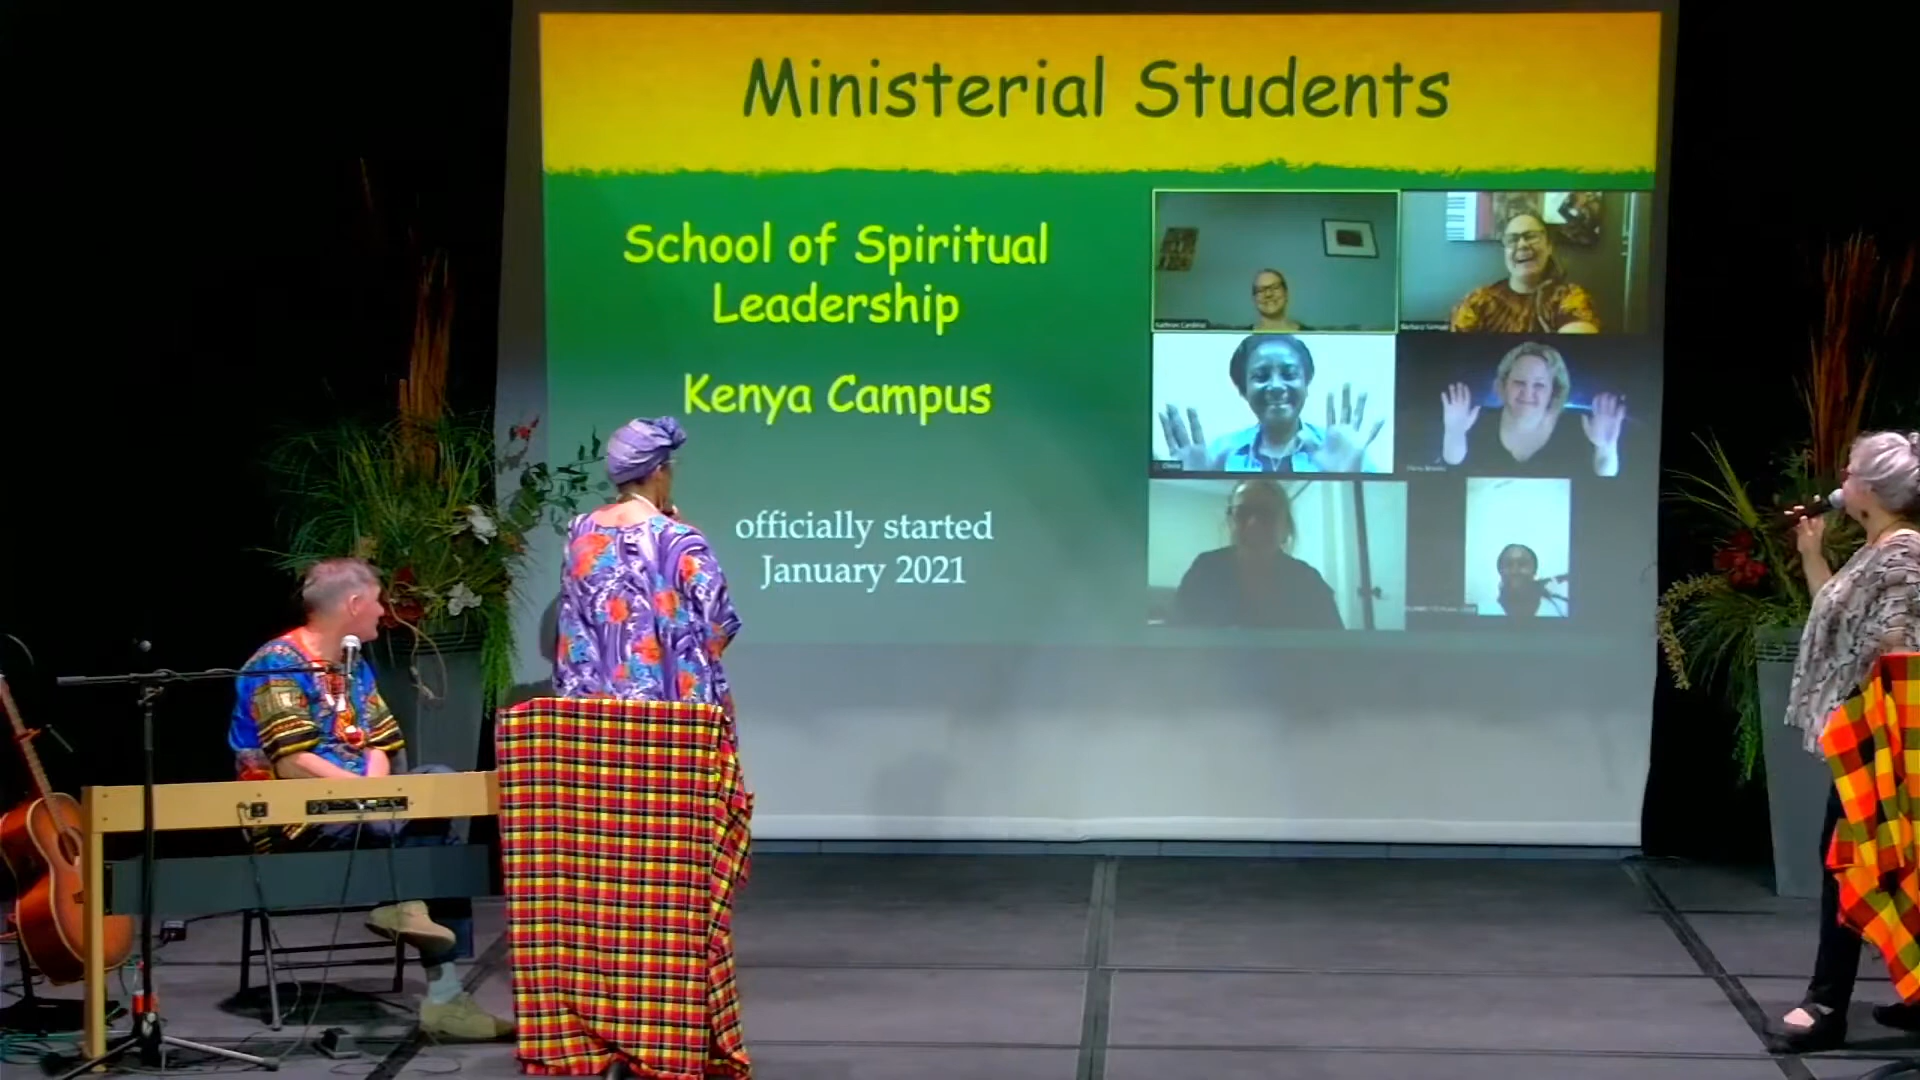 Ministerial Students
School of Spiritual
Leadership
Kenya Campus
officially started
January 2021